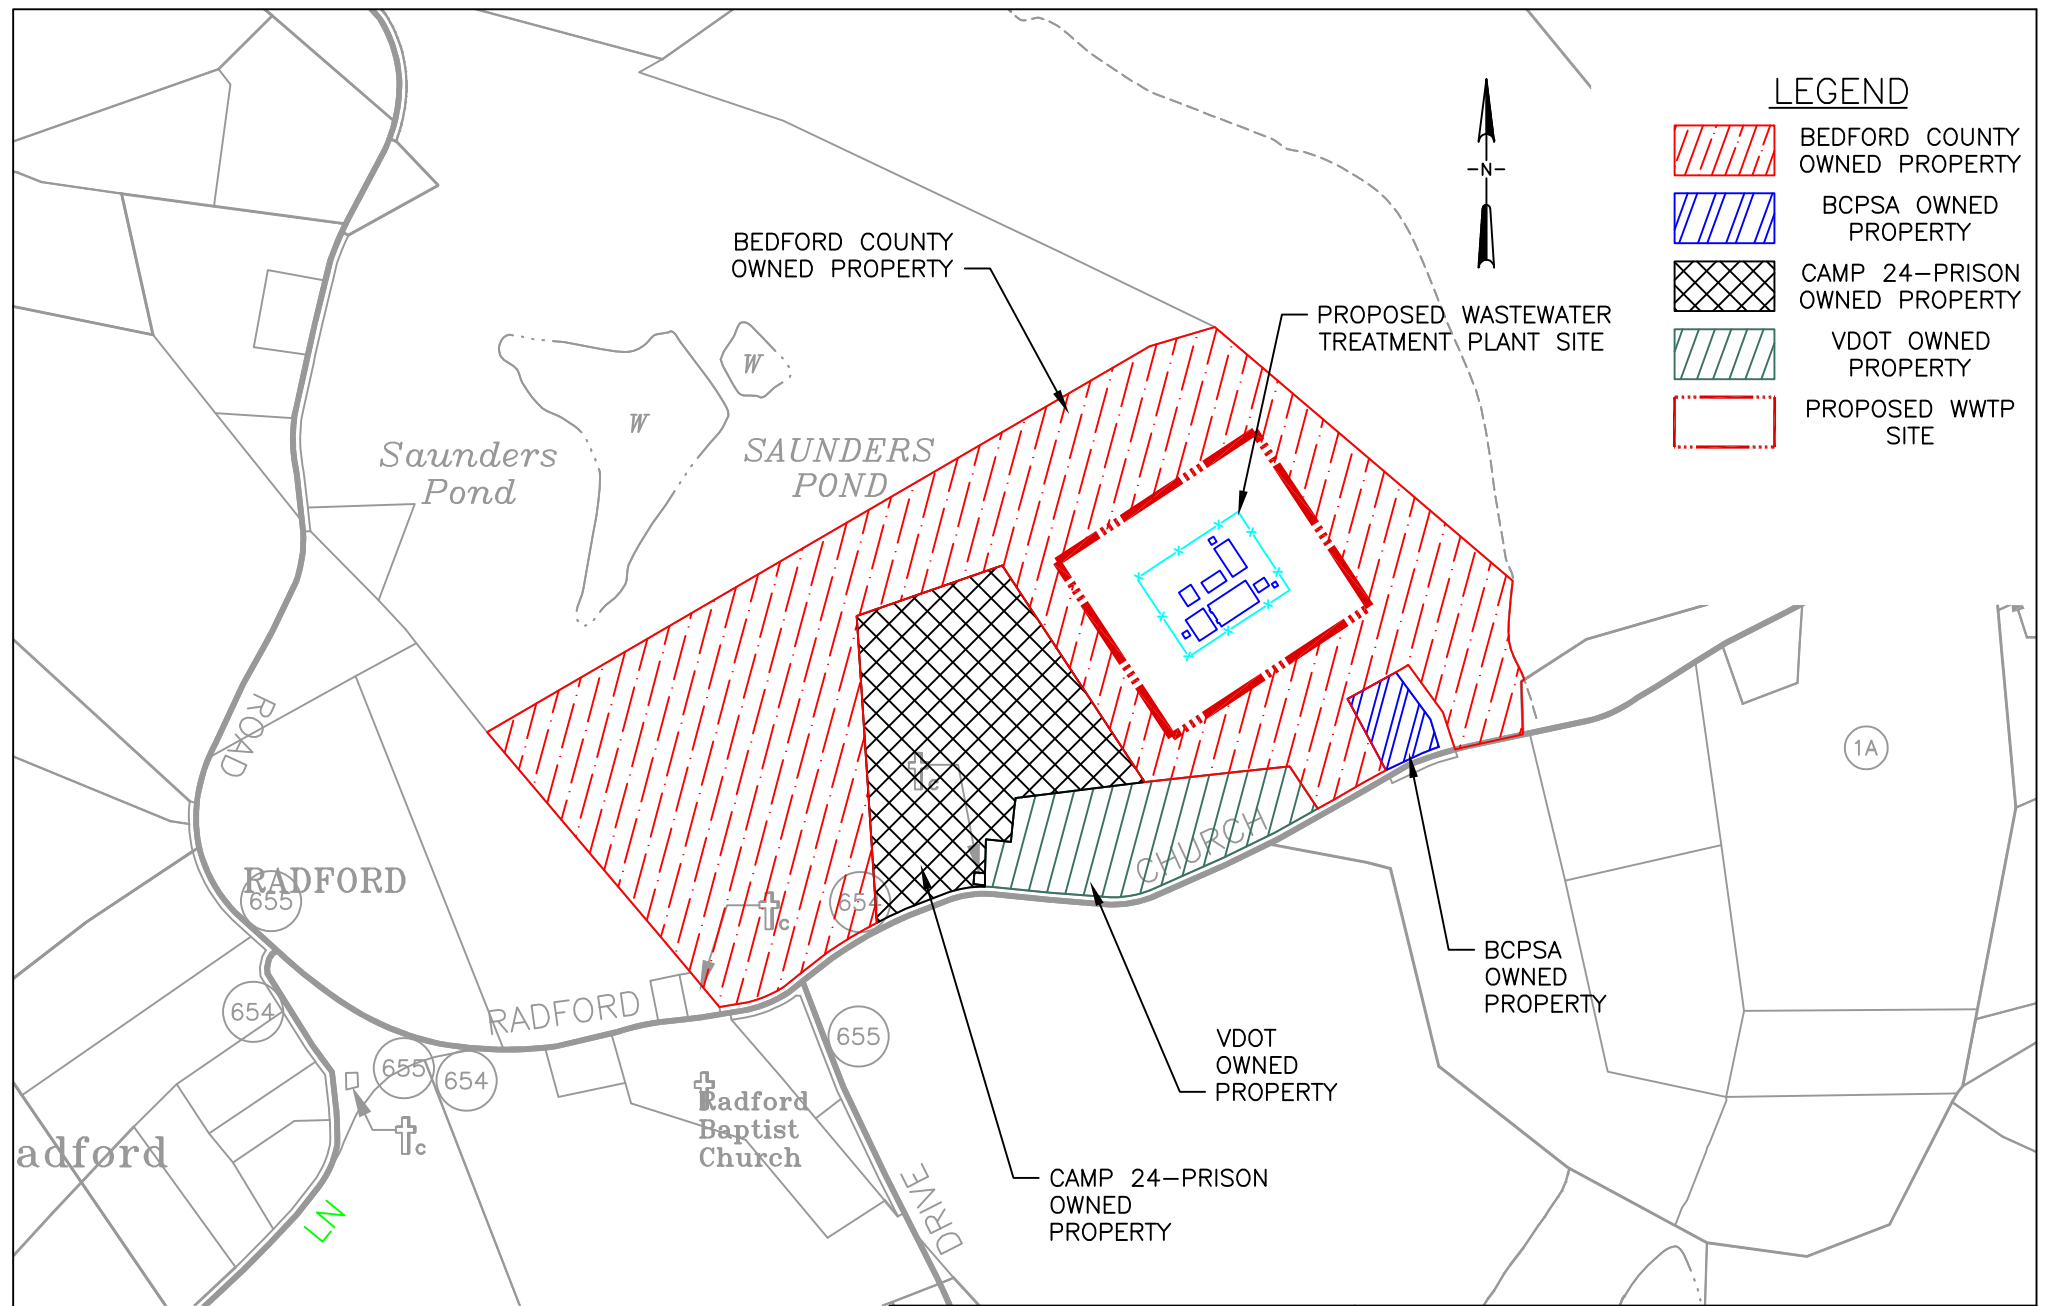 LEGEND
BEDFORD COUNTY
OWNED PROPERTY
BCPSA OWNED
PROPERTY
CAMP 24-PRISON
OWNED PROPERTY
VDOT OWNED
PROPERTY
PROPOSED WWTP
SITE
-N-
BEDFORD COUNTY
OWNED PROPERTY
PROPOSED WASTEWATER
TREATMENT PLANT SITE
W
W
Saunders
Pond
SAUNDERS
POND
ROAD
1A
C
CHURCH
RADFORD
655
654
C
BCPSA
OWNED
PROPERTY
654
RADFORD
655
VDOT
OWNED
PROPERTY
655
654
Radford
Baptist
Church
C
adford
CAMP 24-PRISON
OWNED
PROPERTY
LN
DRIVE